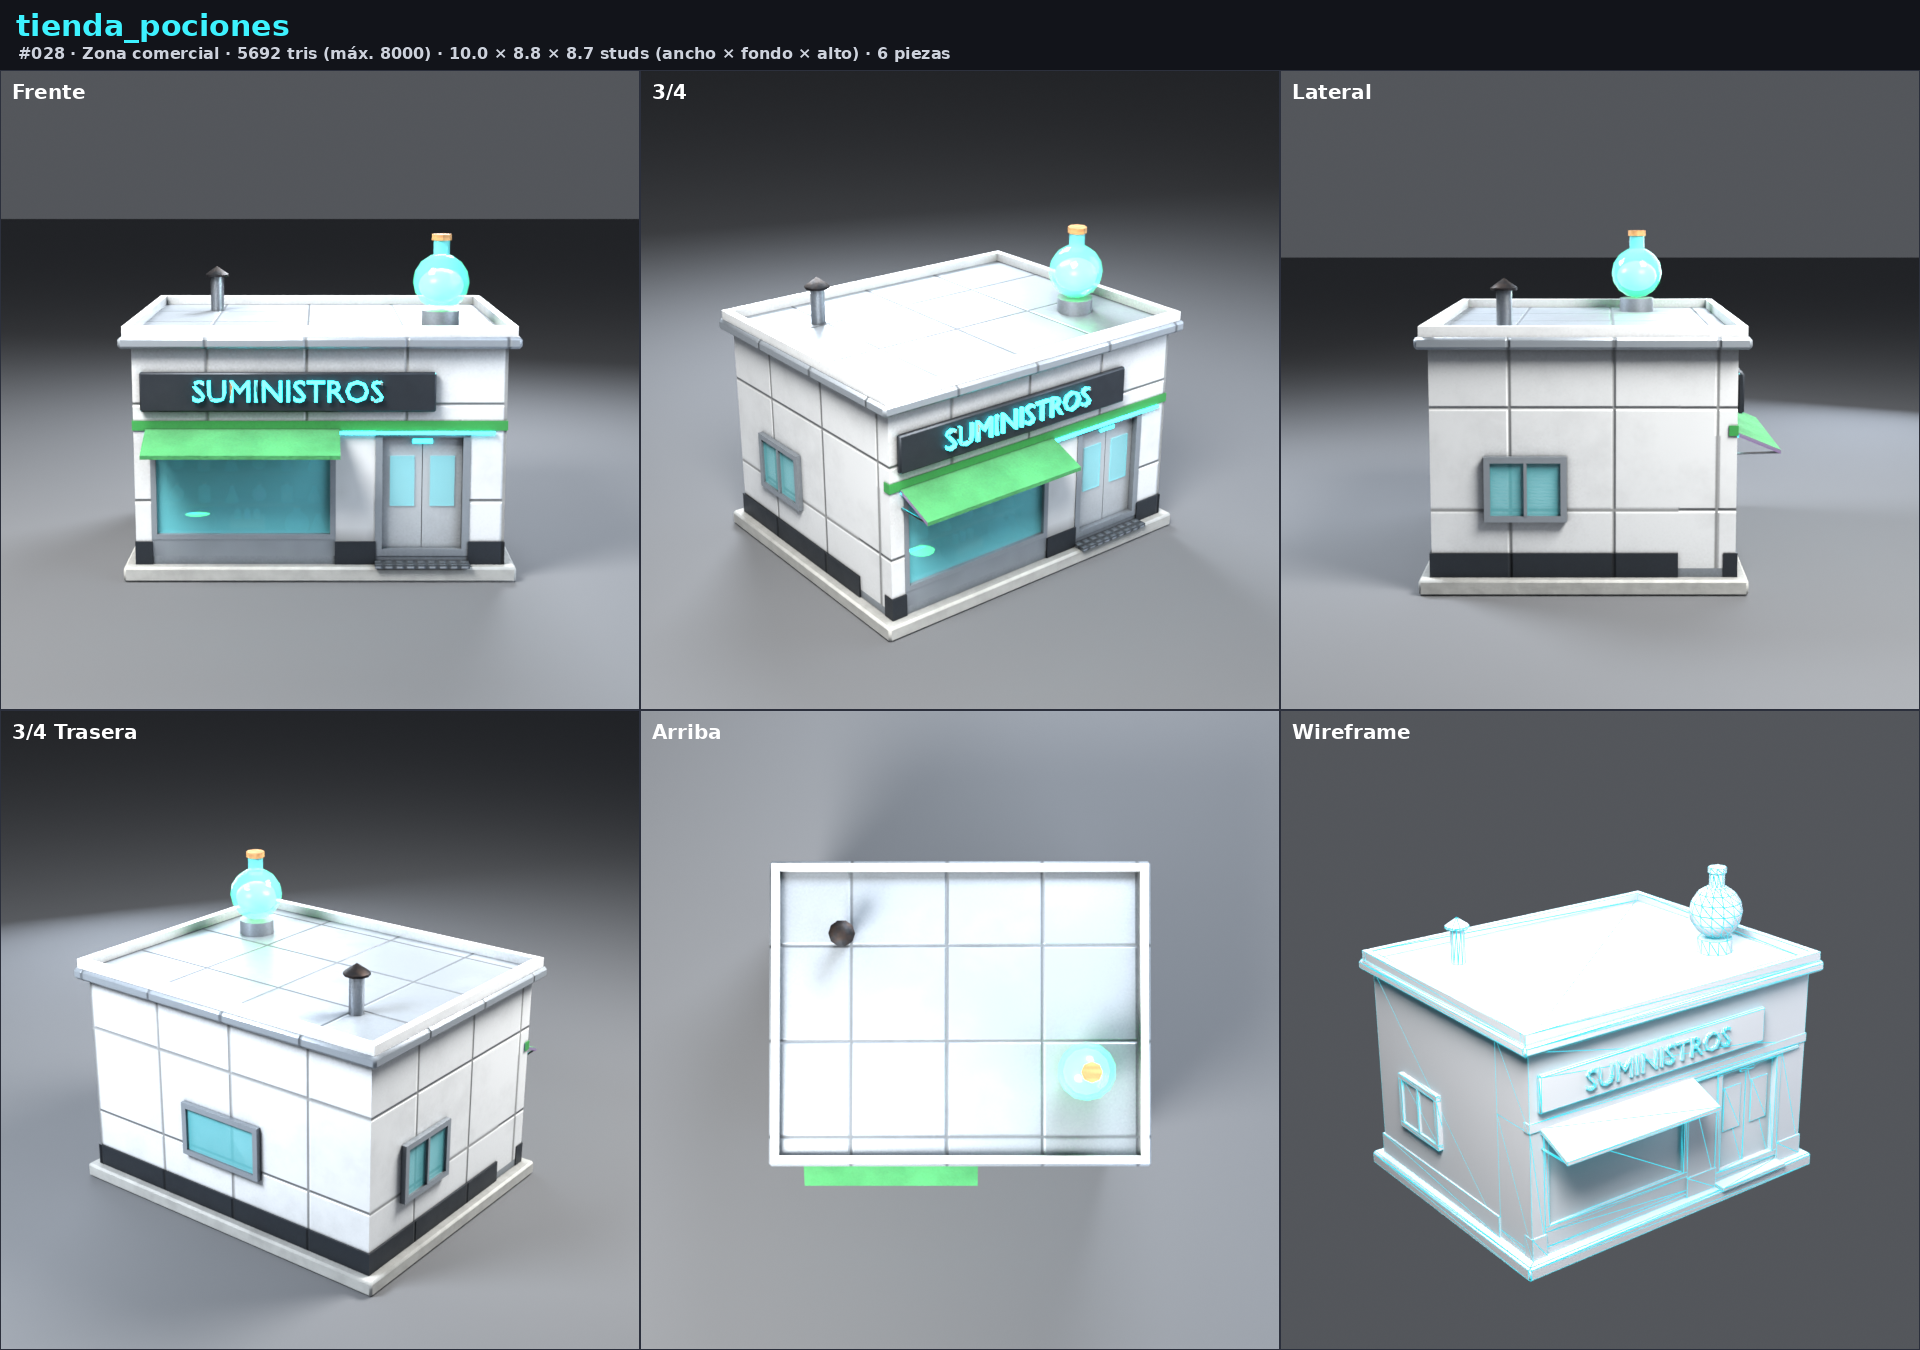 tienda_pociones
#028 · Zona comercial · 5692 tris (máx. 8000) · 10.0 × 8.8 × 8.7 studs (ancho × fondo × alto) · 6 piezas
Frente
3/4
Lateral
SUMINISTROS
SUMINISTROS
3/4 Trasera
Arriba
Wireframe
SUMINISTROS